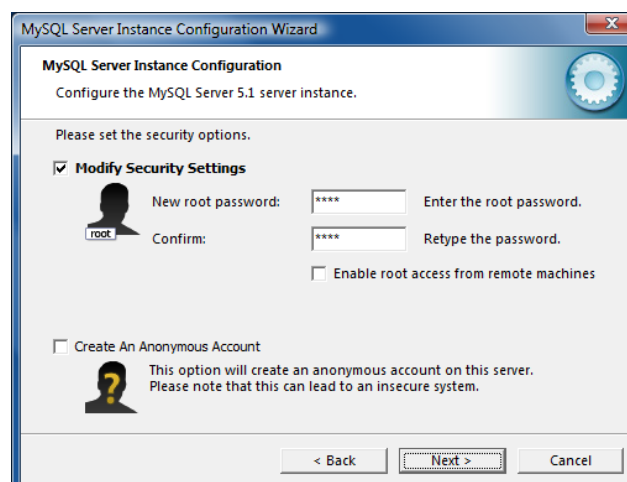 MySQL Server Instance Configuration Wizard
MySQL Server Instance Configuration
Configure the MySQL Server 5.1 server instance.
Please set the security options.
Modify Security Settings
New root password: **** Enter the root password.
root
Confirm: **** Retype the password.
Enable root access from remote machines
Create An Anonymous Account
This option will create an anonymous account on this server.
Please note that this can lead to an insecure system.
< Back Next > Cancel